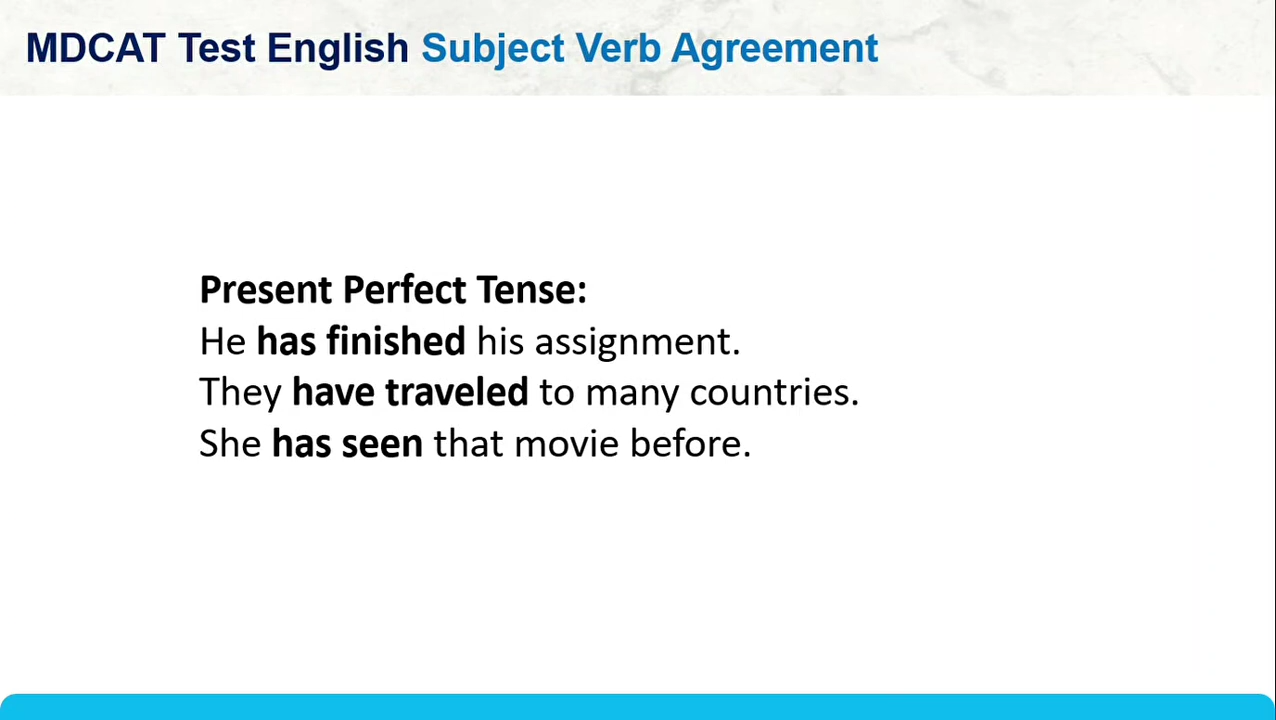 MDCAT Test English Subject Verb Agreement
Present Perfect Tense:
He has finished his assignment.
They have traveled to many countries.
She has seen that movie before.